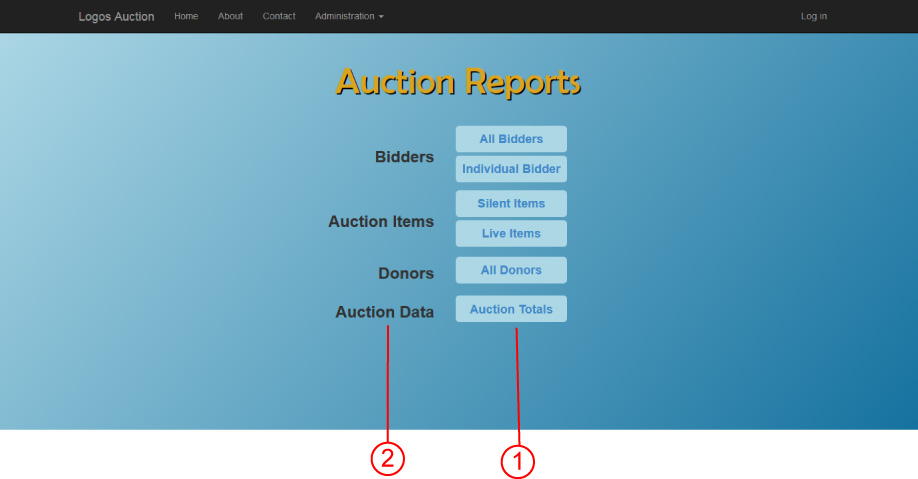 Logos Auction Home About Contact Administration Log in
Auction Reports
Bidders
All Bidders
Individual Bidder
Auction Items
Silent Items
Live Items
Donors
All Donors
Auction Data
Auction Totals
2
1